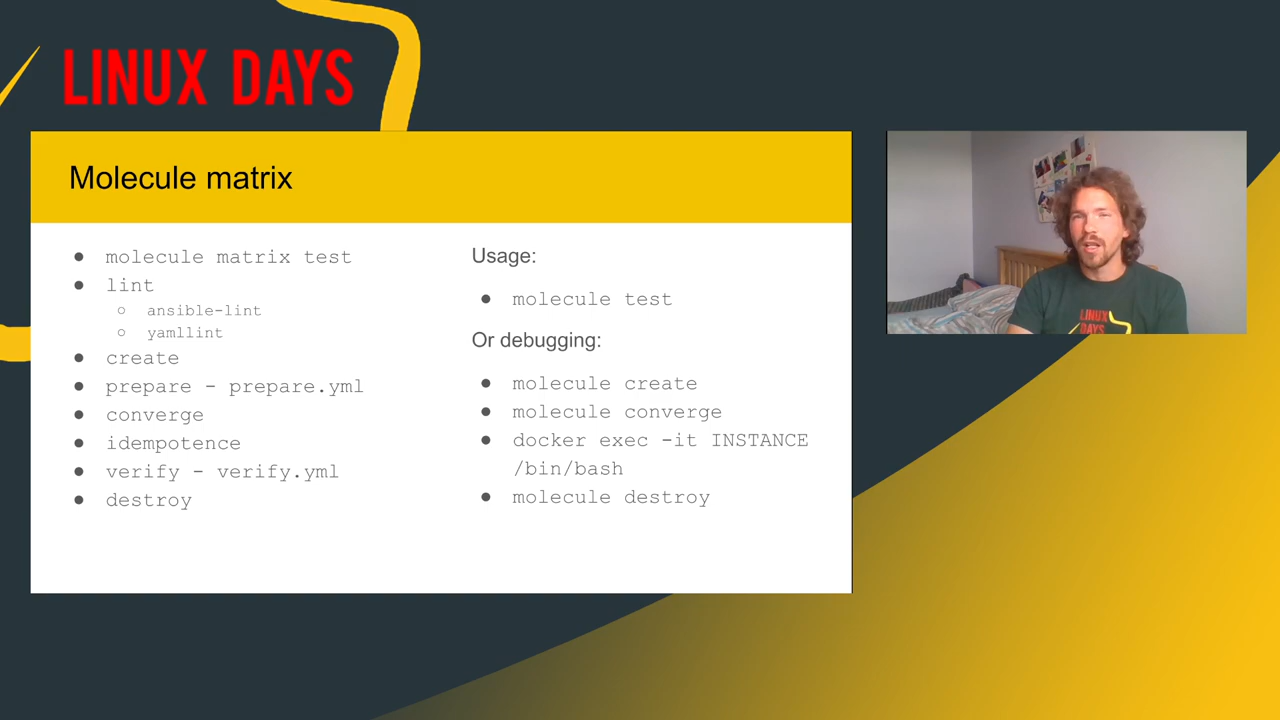 LINUX DAYS
Molecule matrix
● molecule matrix test
● lint
○ ansible-lint
○ yamllint
● create
● prepare - prepare.yml
● converge
● idempotence
● verify - verify.yml
● destroy
Usage:
● molecule test
Or debugging:
● molecule create
● molecule converge
● docker exec -it INSTANCE
/bin/bash
● molecule destroy
LINUX
DAYS